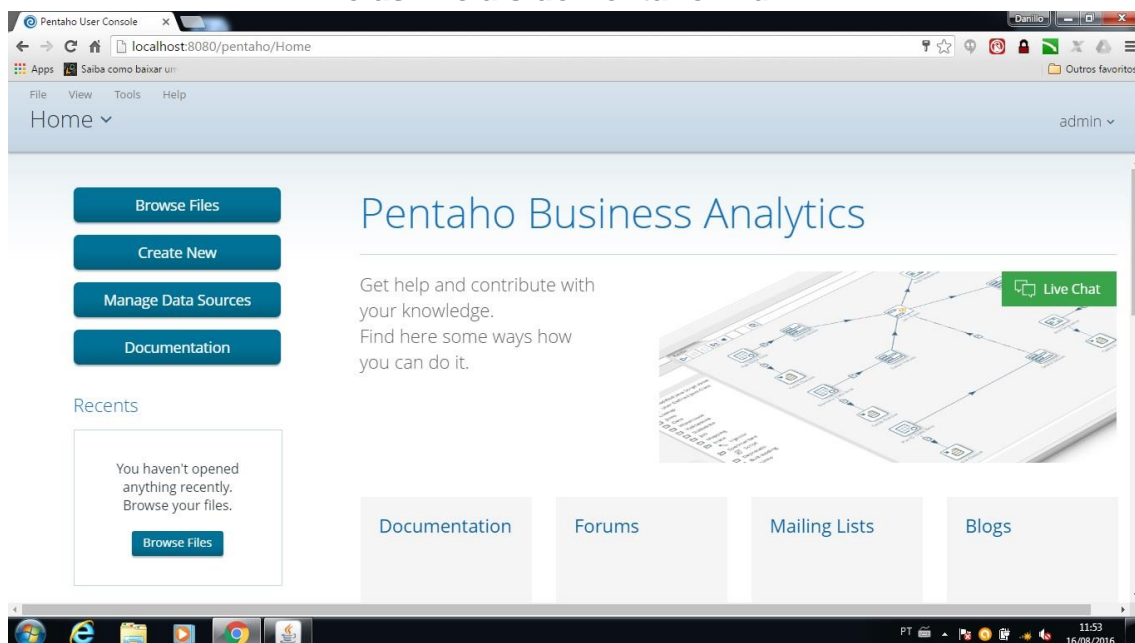 Pentaho User Console
Danilo
localhost:8080/pentaho/Home
Apps
Saiba como baixar um
Outros favoritos
File View Tools Help
Home
admin
Browse Files
Create New
Manage Data Sources
Documentation
Recents
You haven't opened
anything recently.
Browse your files.
Browse Files
Pentaho Business Analytics
Get help and contribute with
your knowledge.
Find here some ways how
you can do it.
Live Chat
Documentation
Forums
Mailing Lists
Blogs
PT
11:53
16/08/2016